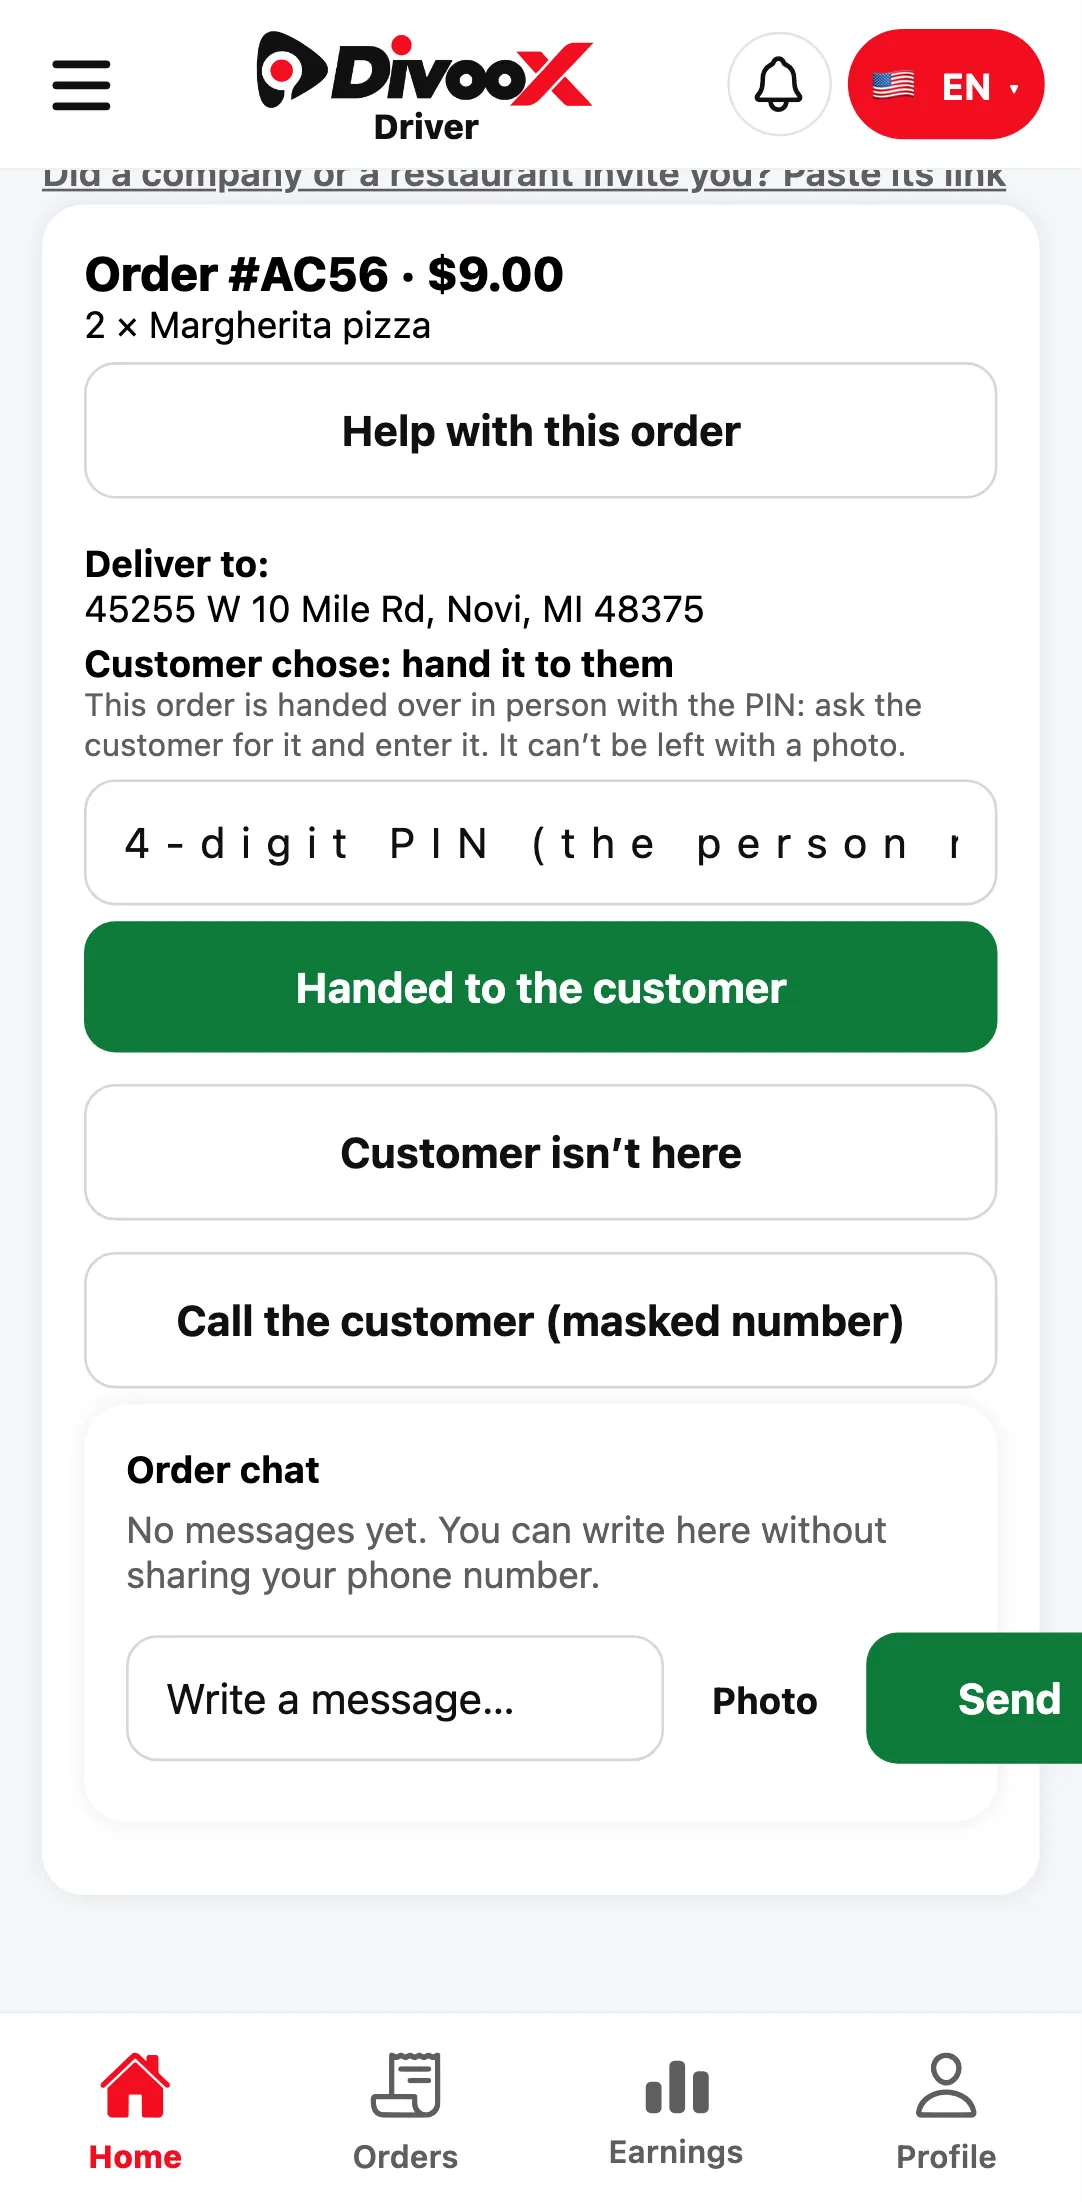 DivooX
Driver
EN
Did a company or a restaurant invite you? Paste its link
Order #AC56 · $9.00
2 × Margherita pizza
Help with this order
Deliver to:
45255 W 10 Mile Rd, Novi, MI 48375
Customer chose: hand it to them
This order is handed over in person with the PIN: ask the
customer for it and enter it. It can’t be left with a photo.
4-digit PIN (the person
Handed to the customer
Customer isn’t here
Call the customer (masked number)
Order chat
No messages yet. You can write here without
sharing your phone number.
Write a message...
Photo
Send
Home
Orders
Earnings
Profile